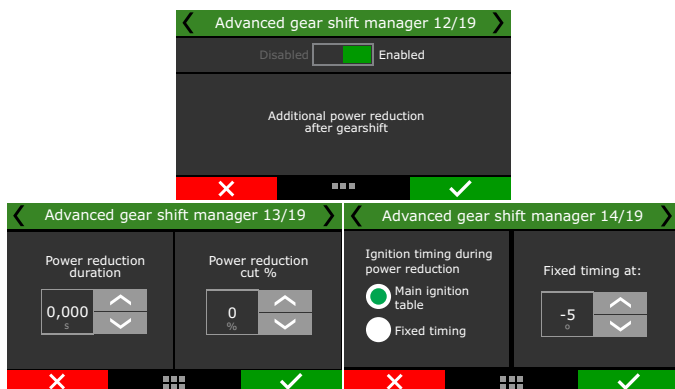 Advanced gear shift manager 12/19
Disabled Enabled
Additional power reduction
after gearshift
Advanced gear shift manager 13/19
Power reduction
duration
0,000
s
Power reduction
cut %
0
%
Advanced gear shift manager 14/19
Ignition timing during
power reduction
Main ignition
table
Fixed timing
Fixed timing at:
-5
o